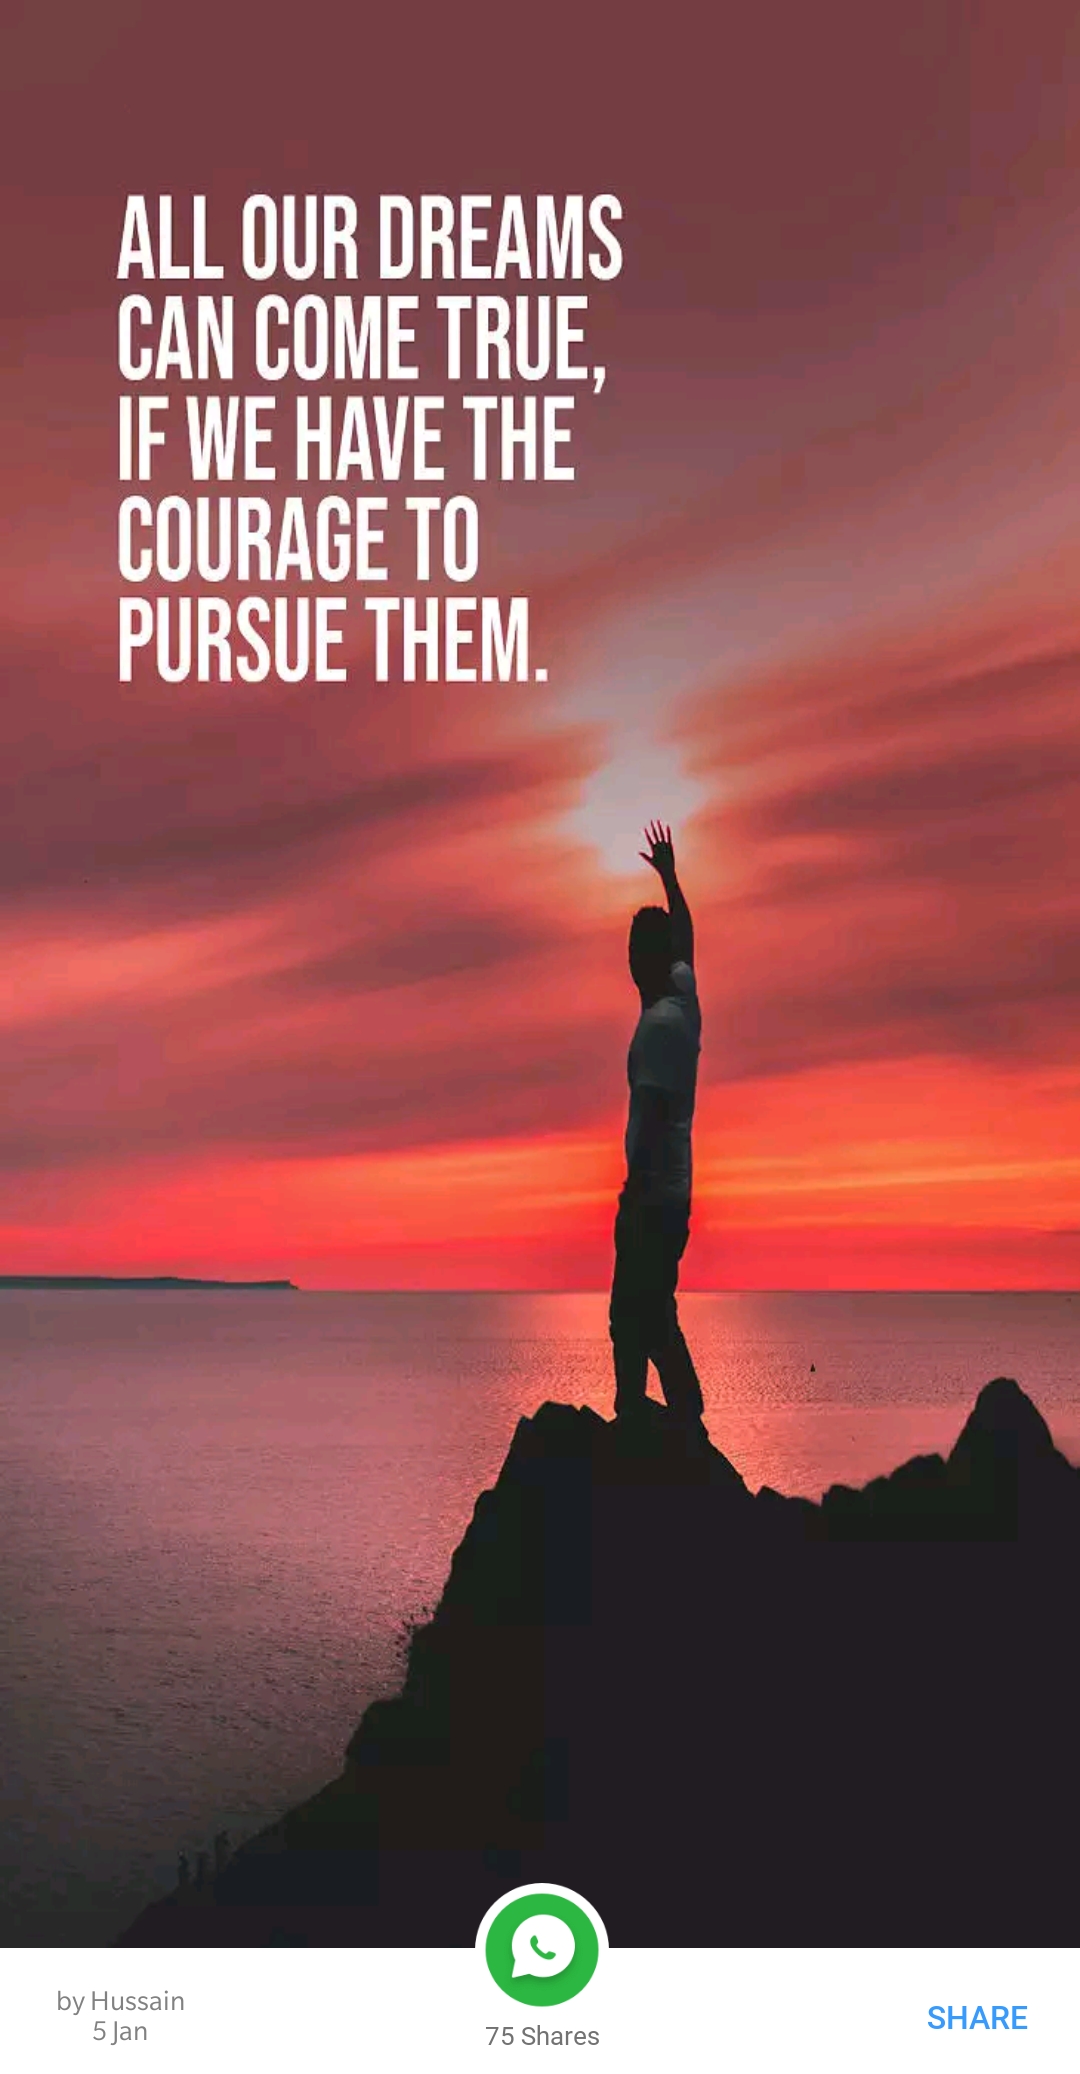 ALL OUR DREAMS
CAN COME TRUE,
IF WE HAVE THE
COURAGE TO
PURSUE THEM.
by Hussain
5 Jan
75 Shares
SHARE